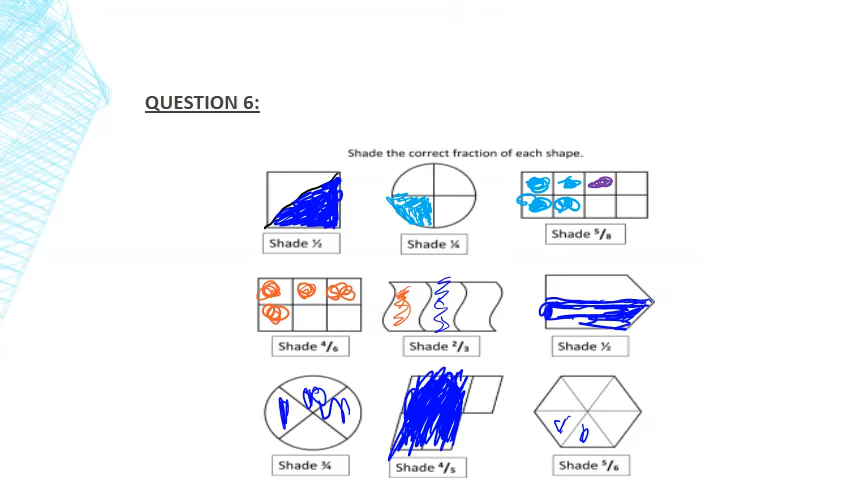 QUESTION 6:
Shade the correct fraction of each shape.
Shade ½
Shade ¼
Shade ⁵/₈
Shade ⁴/₆
Shade ²/₃
Shade ½
Shade ¾
Shade ⁴/₅
Shade ⁵/₆